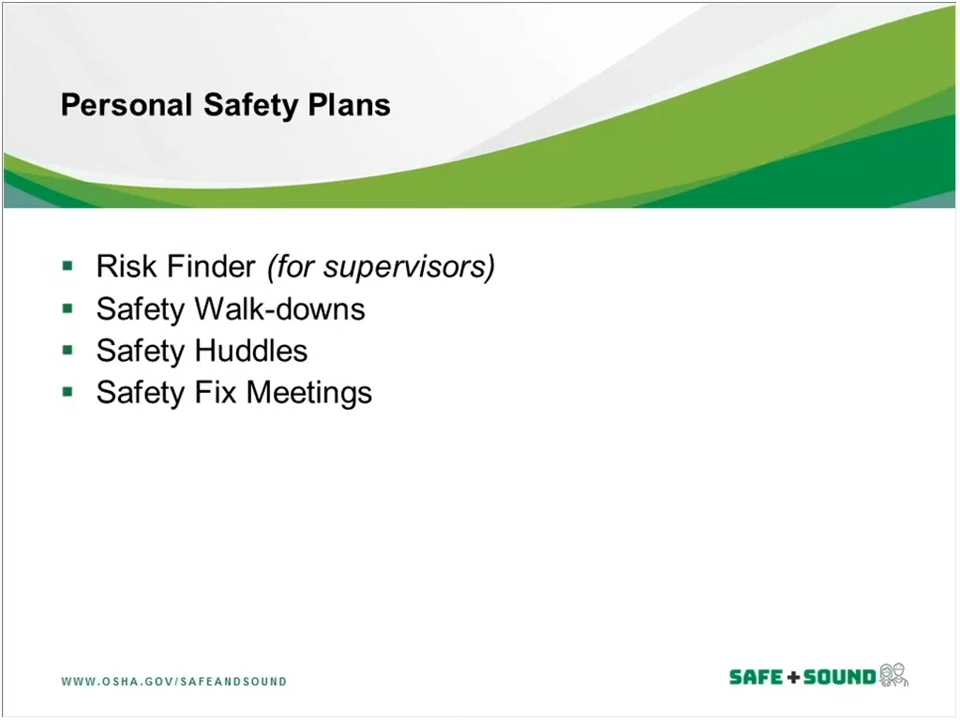 Personal Safety Plans
Risk Finder (for supervisors)
Safety Walk-downs
Safety Huddles
Safety Fix Meetings
WWW.OSHA.GOV/SAFEANDSOUND
SAFE+SOUND